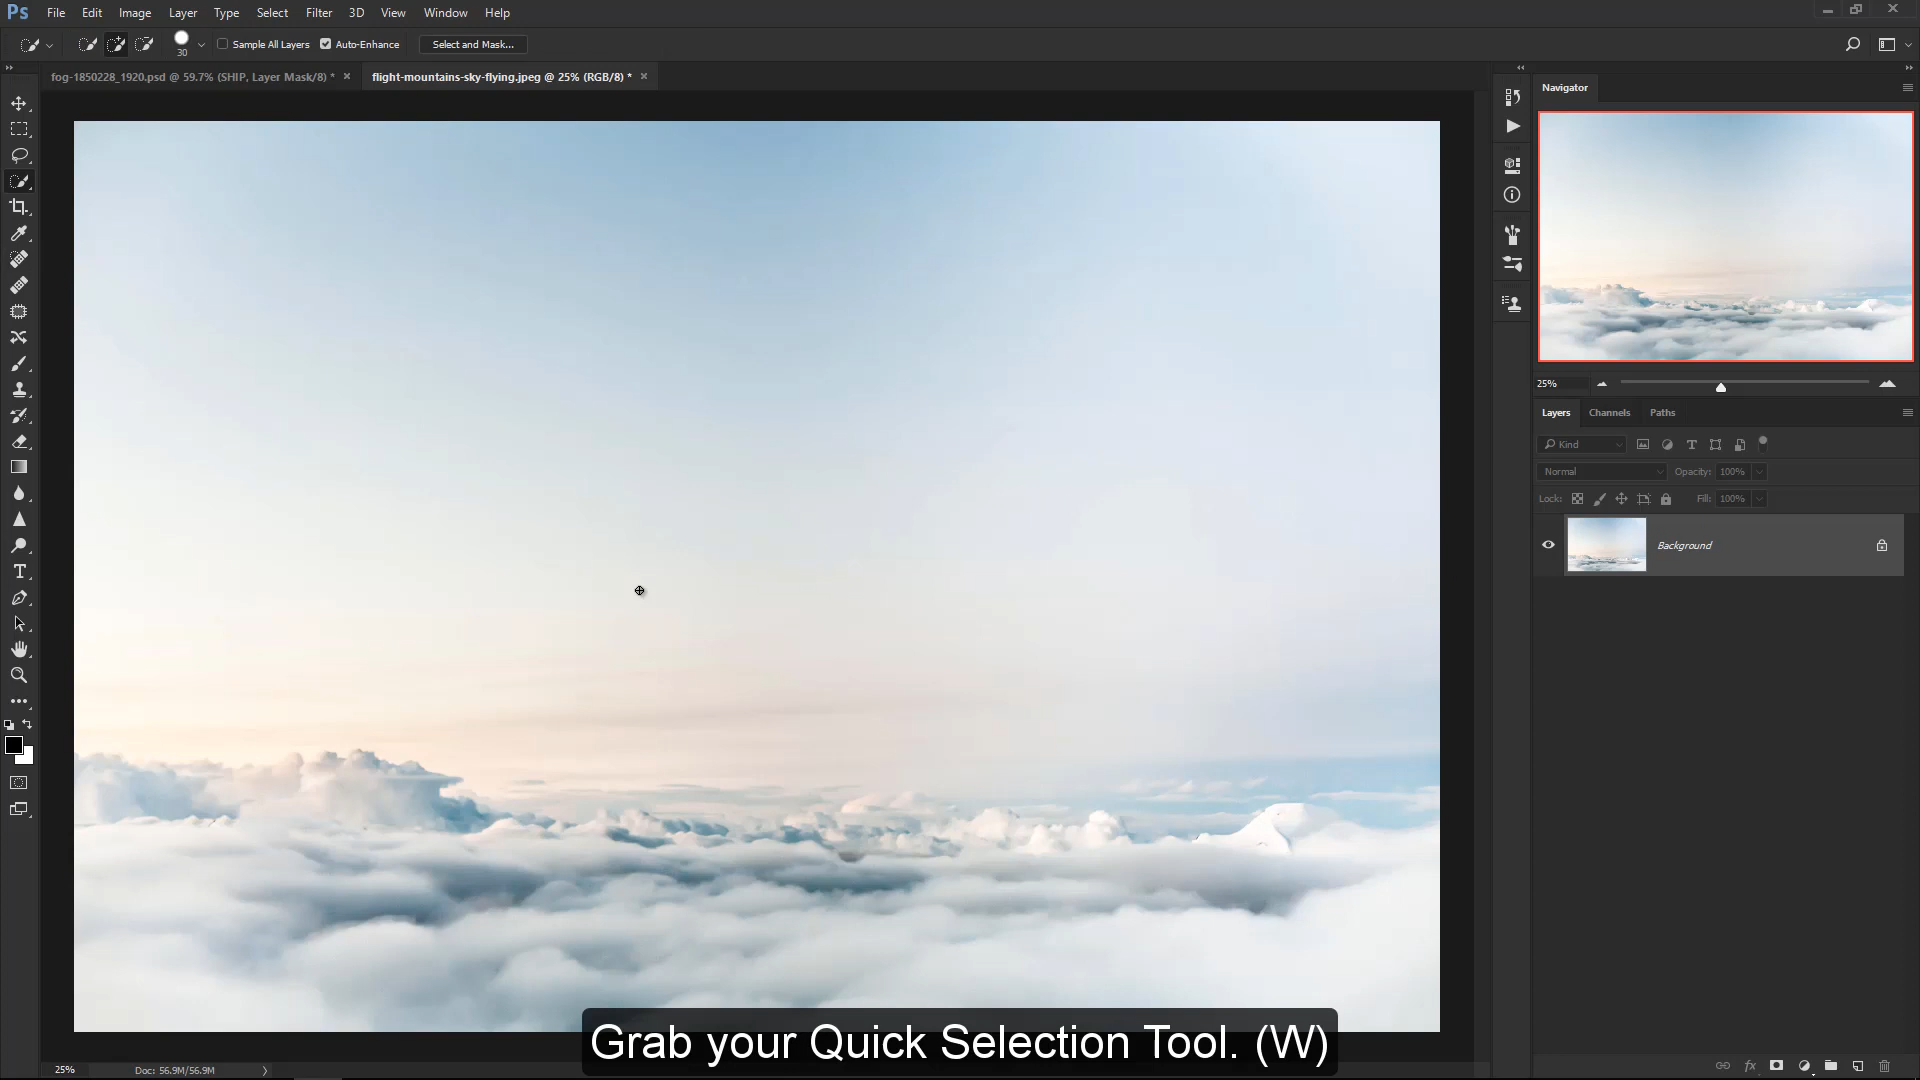 Ps File Edit Image Layer Type Select Filter 3D View Window Help
30 Sample All Layers Auto-Enhance Select and Mask...
fog-1850228_1920.psd @ 59.7% (SHIP, Layer Mask/8) * × flight-mountains-sky-flying.jpeg @ 25% (RGB/8) * ×
Navigator
25%
Layers Channels Paths
Kind
Normal Opacity: 100%
Lock: Fill: 100%
Background
T
Grab your Quick Selection Tool. (W)
25% Doc: 56.9M/56.9M
fx